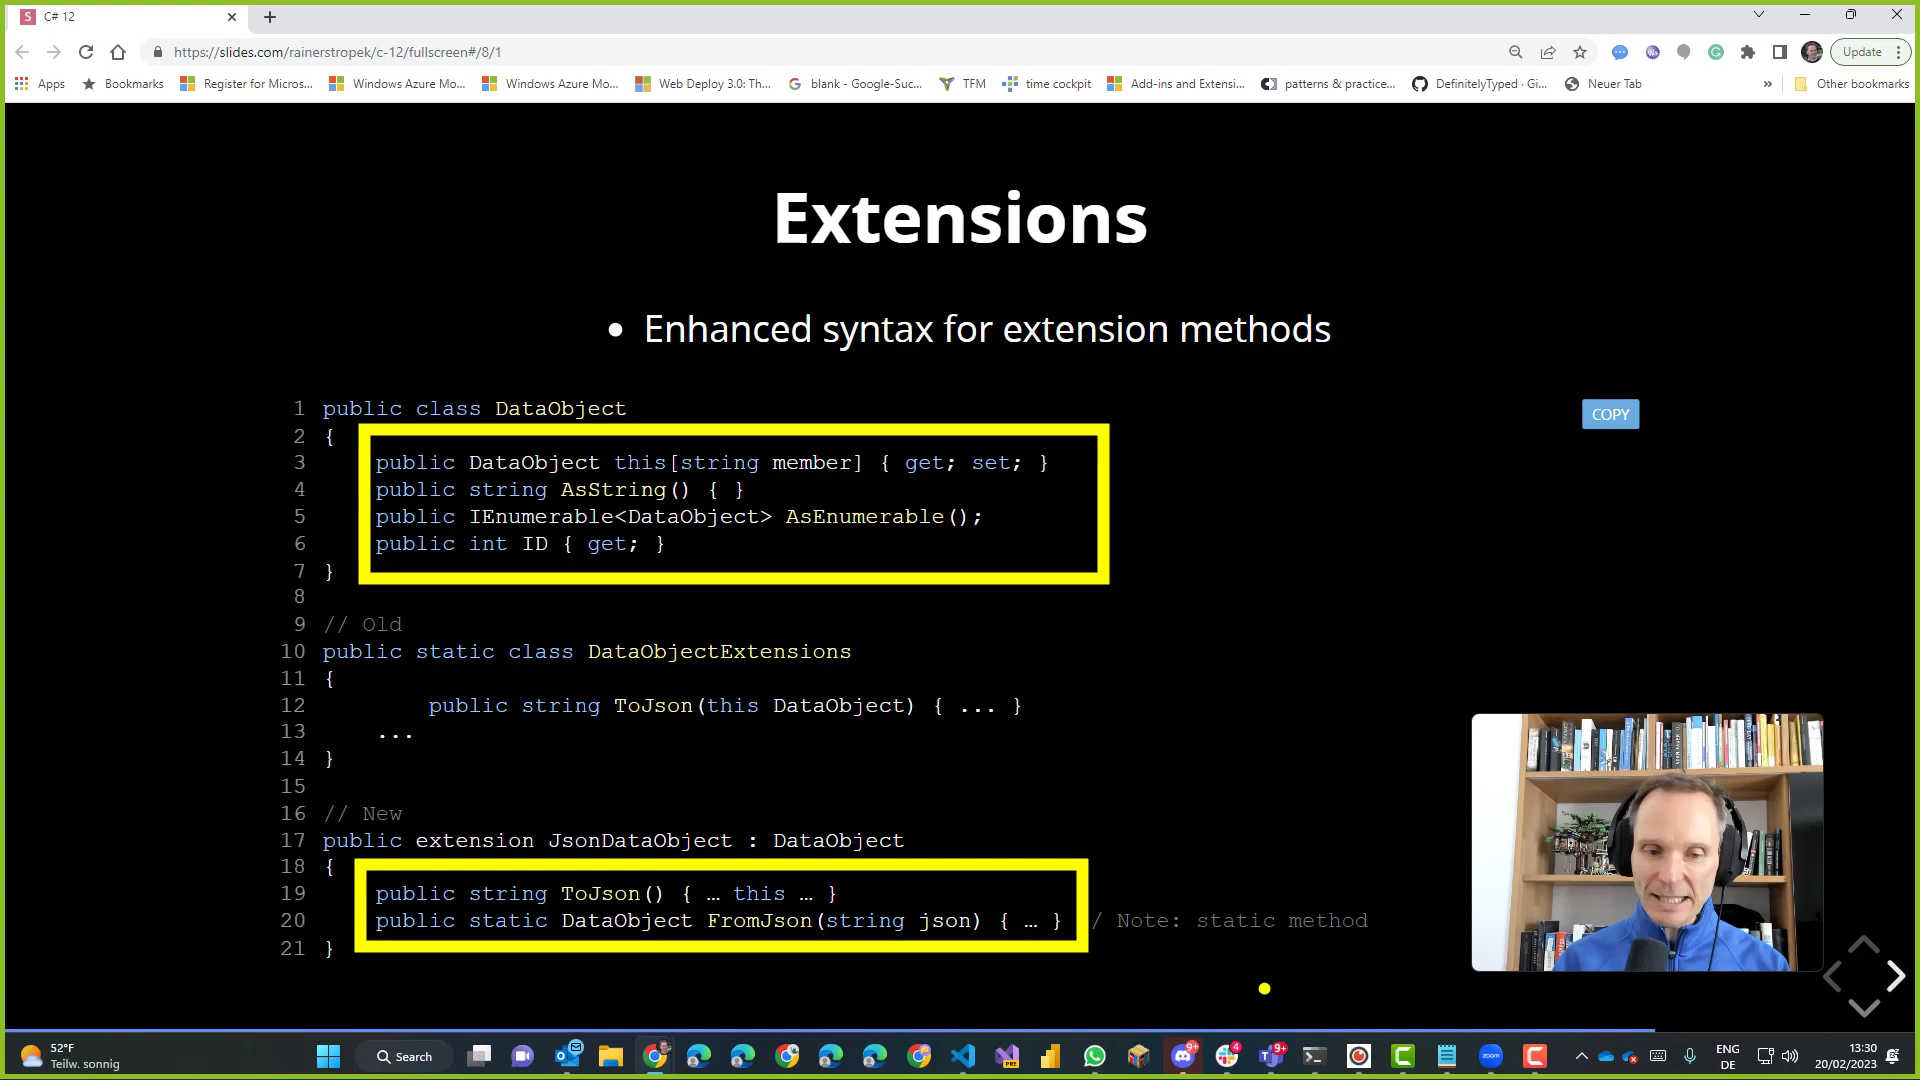 C# 12
https://slides.com/rainerstropek/c-12/fullscreen#/8/1
Update
Apps
Bookmarks
Register for Micros...
Windows Azure Mo...
Windows Azure Mo...
Web Deploy 3.0: Th...
blank - Google-Suc...
TFM
time cockpit
Add-ins and Extensi...
patterns & practice...
DefinitelyTyped · Gi...
Neuer Tab
»
Other bookmarks
Extensions
• Enhanced syntax for extension methods
COPY
1 public class DataObject
2 {
3 public DataObject this[string member] { get; set; }
4 public string AsString() { }
5 public IEnumerable<DataObject> AsEnumerable();
6 public int ID { get; }
7 }
8
9 // Old
10 public static class DataObjectExtensions
11 {
12 public string ToJson(this DataObject) { ... }
13 ...
14 }
15
16 // New
17 public extension JsonDataObject : DataObject
18 {
19 public string ToJson() { … this … }
20 public static DataObject FromJson(string json) { … } / Note: static method
21 }
52°F
Teilw. sonnig
Search
PRE
9+
4
9+
zoom
ENG
DE
13:30
20/02/2023